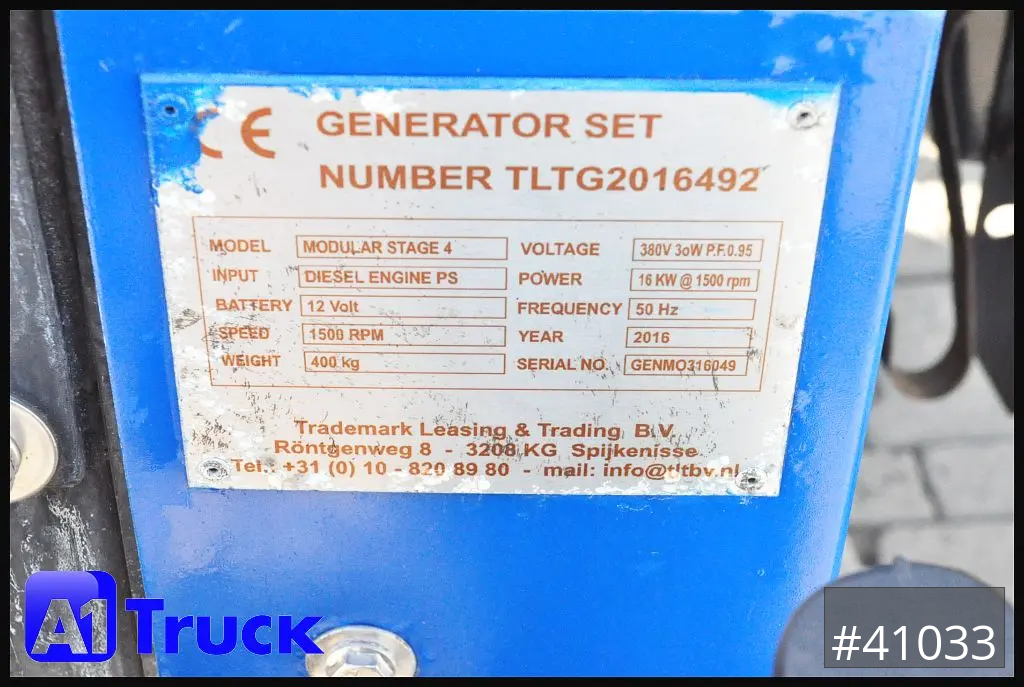 CE GENERATOR SET
NUMBER TLTG2016492
MODEL MODULAR STAGE 4 VOLTAGE 380V 3oW P.F.0.95
INPUT DIESEL ENGINE PS POWER 16 KW @ 1500 rpm
BATTERY 12 Volt FREQUENCY 50 Hz
SPEED 1500 RPM YEAR 2016
WEIGHT 400 kg SERIAL NO. GENMO316049
Trademark Leasing & Trading B.V.
Röntgenweg 8 - 3208 KG Spijkenisse
Tel.: +31 (0) 10 - 820 89 80 - mail: info@tltbv.nl
A1 Truck
#41033